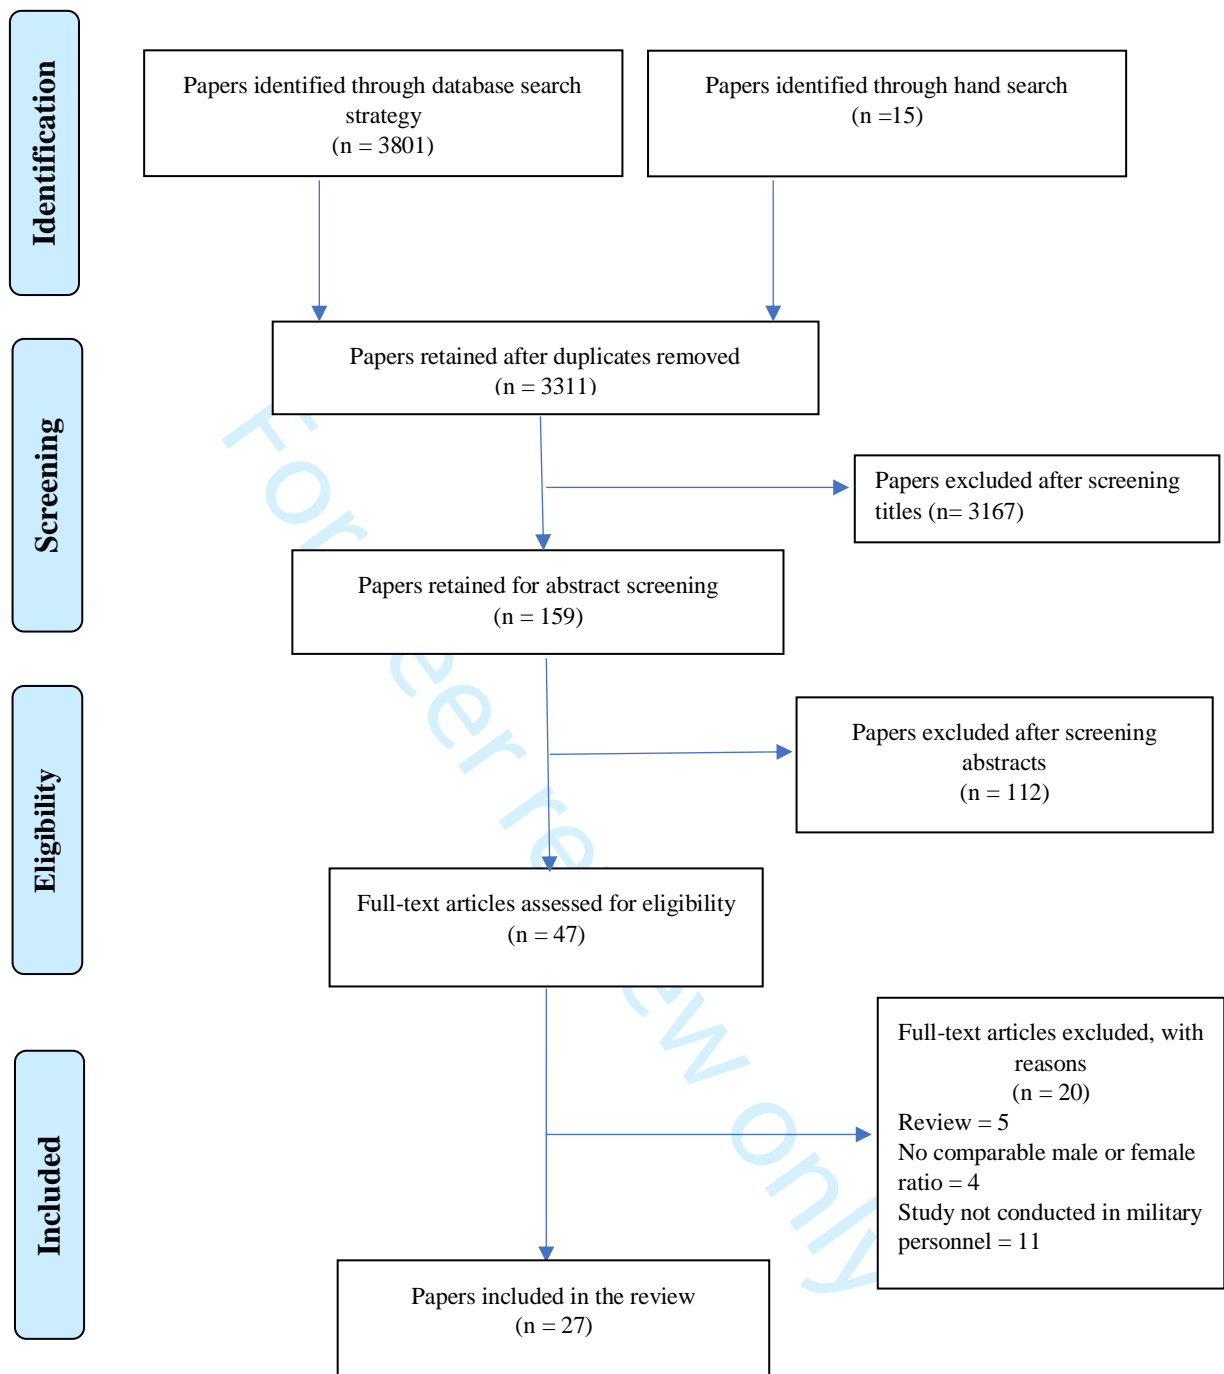 Identification
Papers identified through database search
strategy
(n = 3801)
Papers identified through hand search
(n =15)
Papers retained after duplicates removed
(n = 3311)
Screening
Papers excluded after screening
titles (n= 3167)
Papers retained for abstract screening
(n = 159)
Eligibility
Papers excluded after screening
abstracts
(n = 112)
Full-text articles assessed for eligibility
(n = 47)
Included
Full-text articles excluded, with
reasons
(n = 20)
Review = 5
No comparable male or female
ratio = 4
Study not conducted in military
personnel = 11
Papers included in the review
(n = 27)
For peer review only